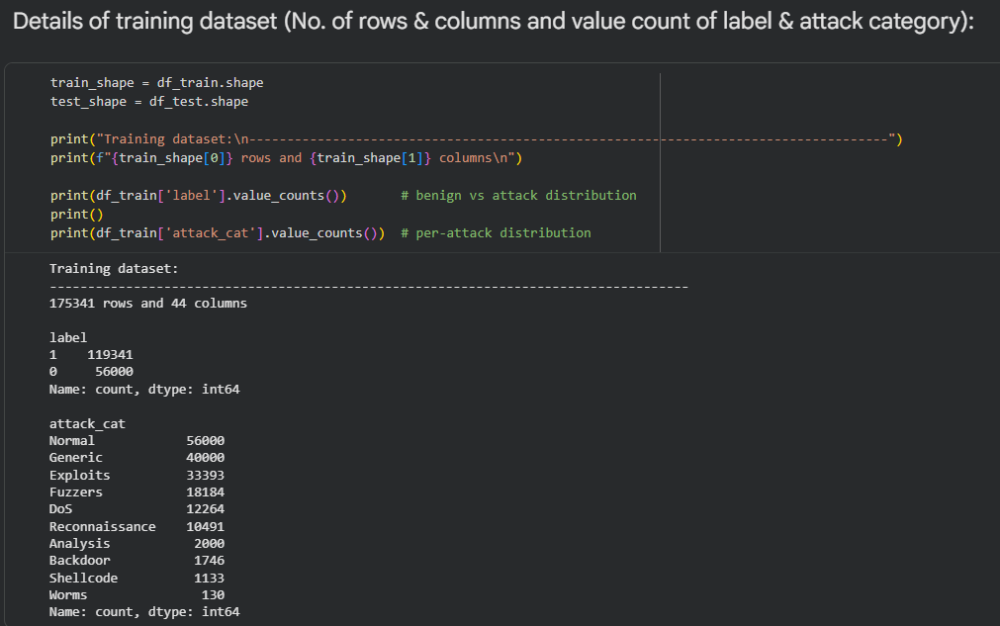 Details of training dataset (No. of rows & columns and value count of label & attack category):
train_shape = df_train.shape
test_shape = df_test.shape
print("Training dataset:\n------------------------------------------------------------------------------------")
print(f"{train_shape[0]} rows and {train_shape[1]} columns\n")
print(df_train['label'].value_counts())       # benign vs attack distribution
print()
print(df_train['attack_cat'].value_counts())  # per-attack distribution
Training dataset:
------------------------------------------------------------------------------------
175341 rows and 44 columns
label
1    119341
0     56000
Name: count, dtype: int64
attack_cat
Normal            56000
Generic           40000
Exploits          33393
Fuzzers           18184
DoS               12264
Reconnaissance    10491
Analysis           2000
Backdoor           1746
Shellcode          1133
Worms               130
Name: count, dtype: int64